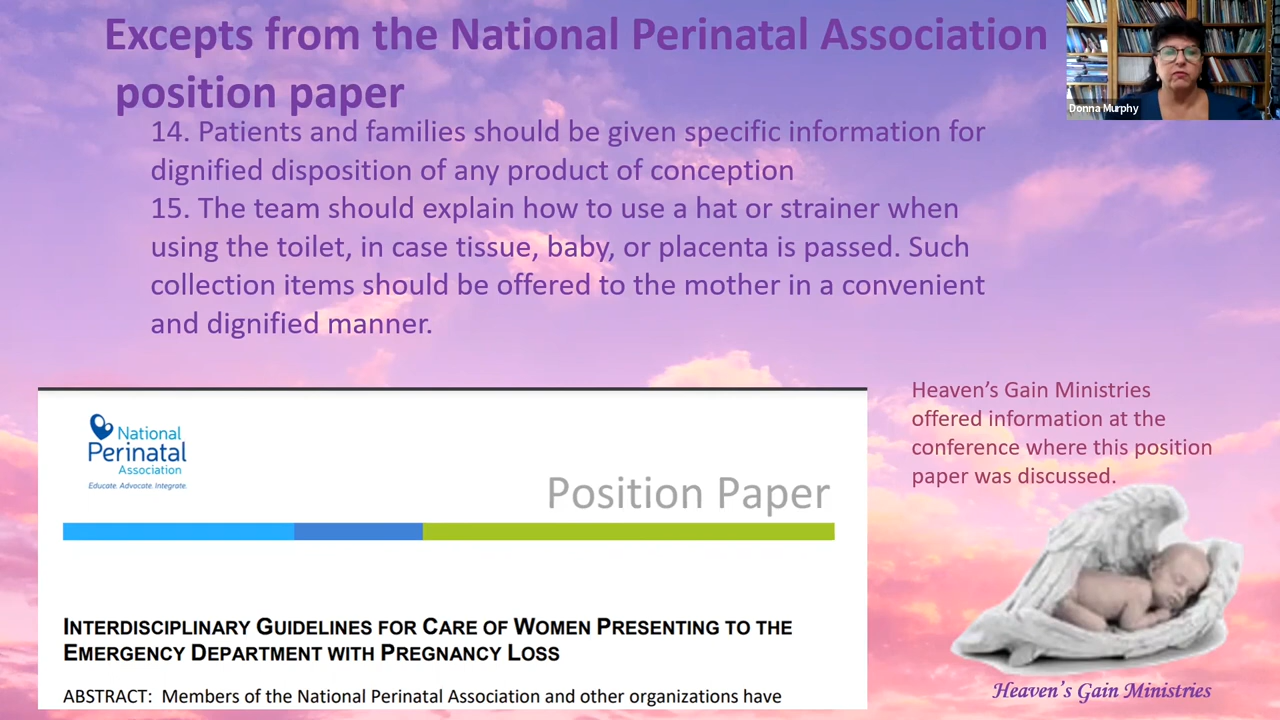 Excepts from the National Perinatal Association
position paper
Donna Murphy
14. Patients and families should be given specific information for
dignified disposition of any product of conception
15. The team should explain how to use a hat or strainer when
using the toilet, in case tissue, baby, or placenta is passed. Such
collection items should be offered to the mother in a convenient
and dignified manner.
Heaven's Gain Ministries
offered information at the
conference where this position
paper was discussed.
National
Perinatal
Association
Educate. Advocate. Integrate.
Position Paper
INTERDISCIPLINARY GUIDELINES FOR CARE OF WOMEN PRESENTING TO THE
EMERGENCY DEPARTMENT WITH PREGNANCY LOSS
ABSTRACT: Members of the National Perinatal Association and other organizations have
Heaven's Gain Ministries